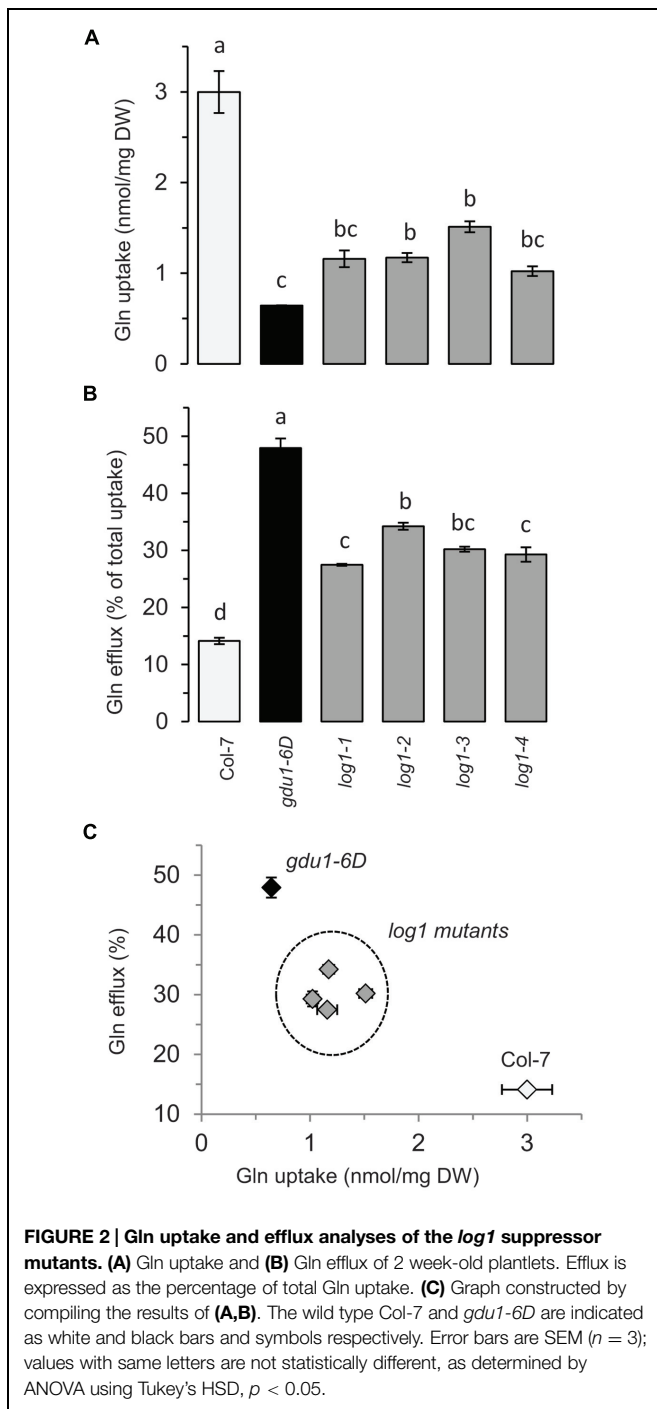 A
Gln uptake (nmol/mg DW)
3
2
1
0
a
c
bc
b
b
bc
B
Gln efflux (% of total uptake)
50
40
30
20
10
0
d
a
c
b
bc
c
Col-7
gdu1-6D
log1-1
log1-2
log1-3
log1-4
C
Gln efflux (%)
50
40
30
20
10
gdu1-6D
log1 mutants
Col-7
0 1 2 3
Gln uptake (nmol/mg DW)
FIGURE 2 | Gln uptake and efflux analyses of the log1 suppressor
mutants. (A) Gln uptake and (B) Gln efflux of 2 week-old plantlets. Efflux is
expressed as the percentage of total Gln uptake. (C) Graph constructed by
compiling the results of (A,B). The wild type Col-7 and gdu1-6D are indicated
as white and black bars and symbols respectively. Error bars are SEM (n = 3);
values with same letters are not statistically different, as determined by
ANOVA using Tukey's HSD, p < 0.05.